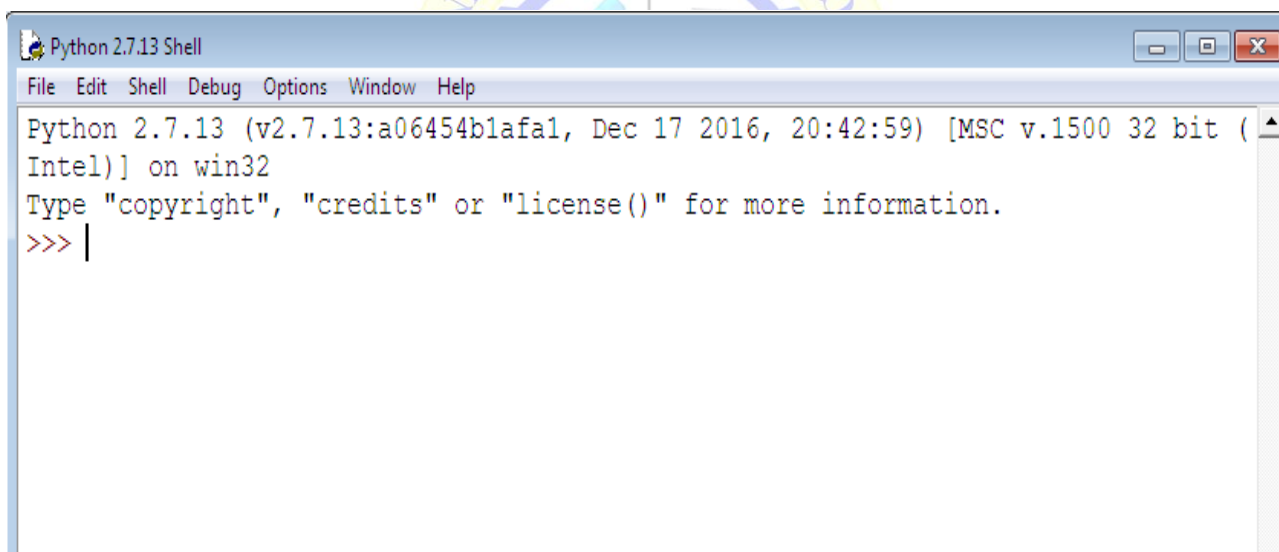 Python 2.7.13 Shell
File Edit Shell Debug Options Window Help
Python 2.7.13 (v2.7.13:a06454b1afa1, Dec 17 2016, 20:42:59) [MSC v.1500 32 bit (
Intel)] on win32
Type "copyright", "credits" or "license()" for more information.
>>>